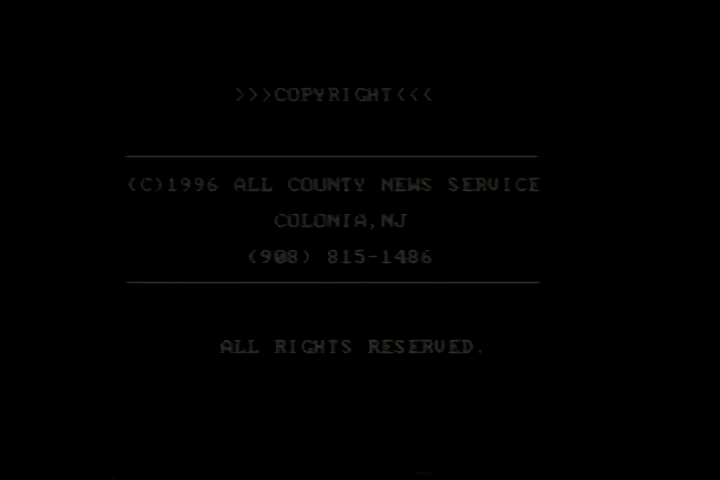 >>>COPYRIGHT<<<
(C)1996 ALL COUNTY NEWS SERVICE
COLONIA,NJ
(908) 815-1486
ALL RIGHTS RESERVED.